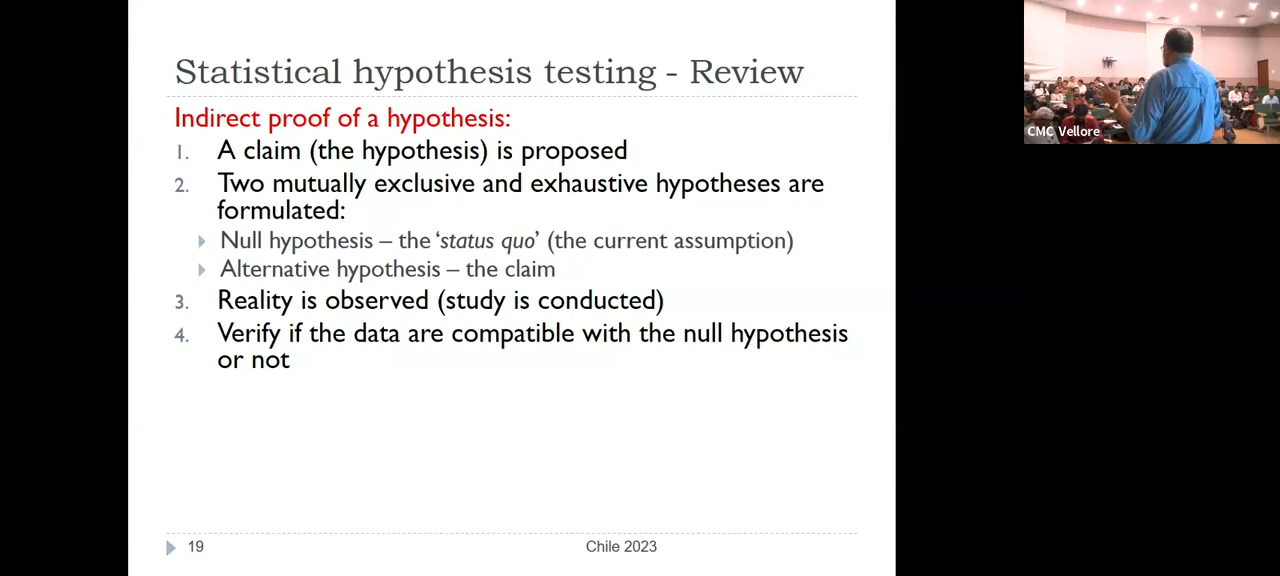 Statistical hypothesis testing - Review
Indirect proof of a hypothesis:
1. A claim (the hypothesis) is proposed
2. Two mutually exclusive and exhaustive hypotheses are
formulated:
Null hypothesis – the ‘status quo’ (the current assumption)
Alternative hypothesis – the claim
3. Reality is observed (study is conducted)
4. Verify if the data are compatible with the null hypothesis
or not
19
Chile 2023
CMC Vellore